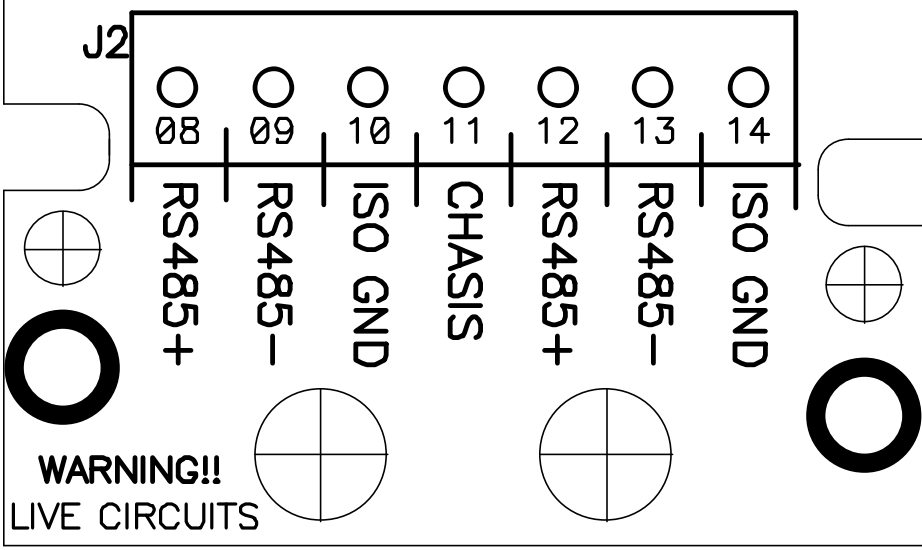 J2
08 09 10 11 12 13 14
RS485+
RS485-
ISO GND
CHASIS
RS485+
RS485-
ISO GND
WARNING!!
LIVE CIRCUITS